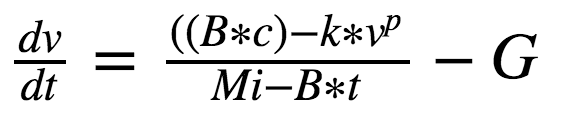 dv/dt = ((B*c)−k*v^p)/(Mi−B*t) − G